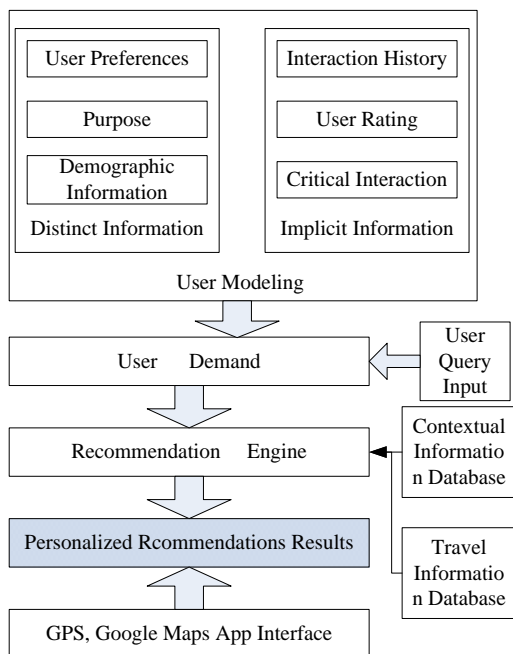 User Preferences
Purpose
Demographic
Information
Distinct Information
Interaction History
User Rating
Critical Interaction
Implicit Information
User Modeling
User Demand
User
Query
Input
Recommendation Engine
Contextual
Informatio
n Database
Personalized Rcommendations Results
Travel
Informatio
n Database
GPS, Google Maps App Interface